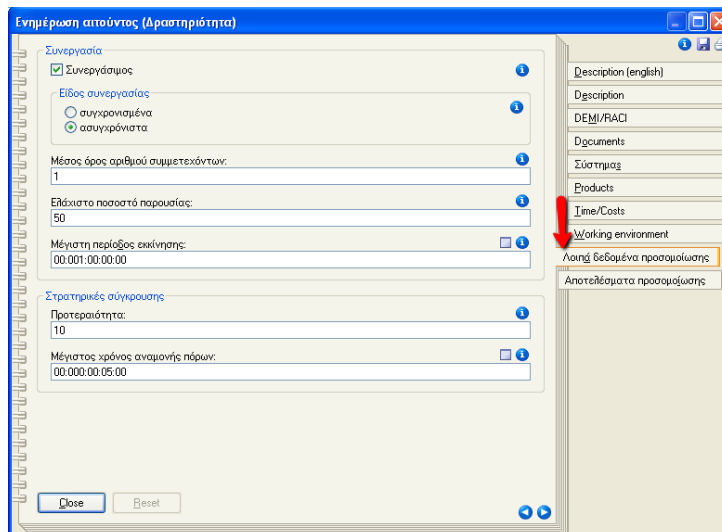 Ενημέρωση αιτούντος (Δραστηριότητα)
Συνεργασία
Συνεργάσιμος
Είδος συνεργασίας
συγχρονισμένα
ασυγχρόνιστα
Μέσος όρος αριθμού συμμετεχόντων:
1
Ελάχιστο ποσοστό παρουσίας:
50
Μέγιστη περίοδος εκκίνησης:
00:001:00:00:00
Στρατηρικές σύγκρουσης
Προτεραιότητα:
10
Μέγιστος χρόνος αναμονής πόρων:
00:000:00:05:00
Close
Reset
Description (english)
Description
DEMI/RACI
Documents
Σύστημας
Products
Time/Costs
Working environment
Λοιπά δεδομένα προσομοίωσης
Αποτελέσματα προσομοίωσης